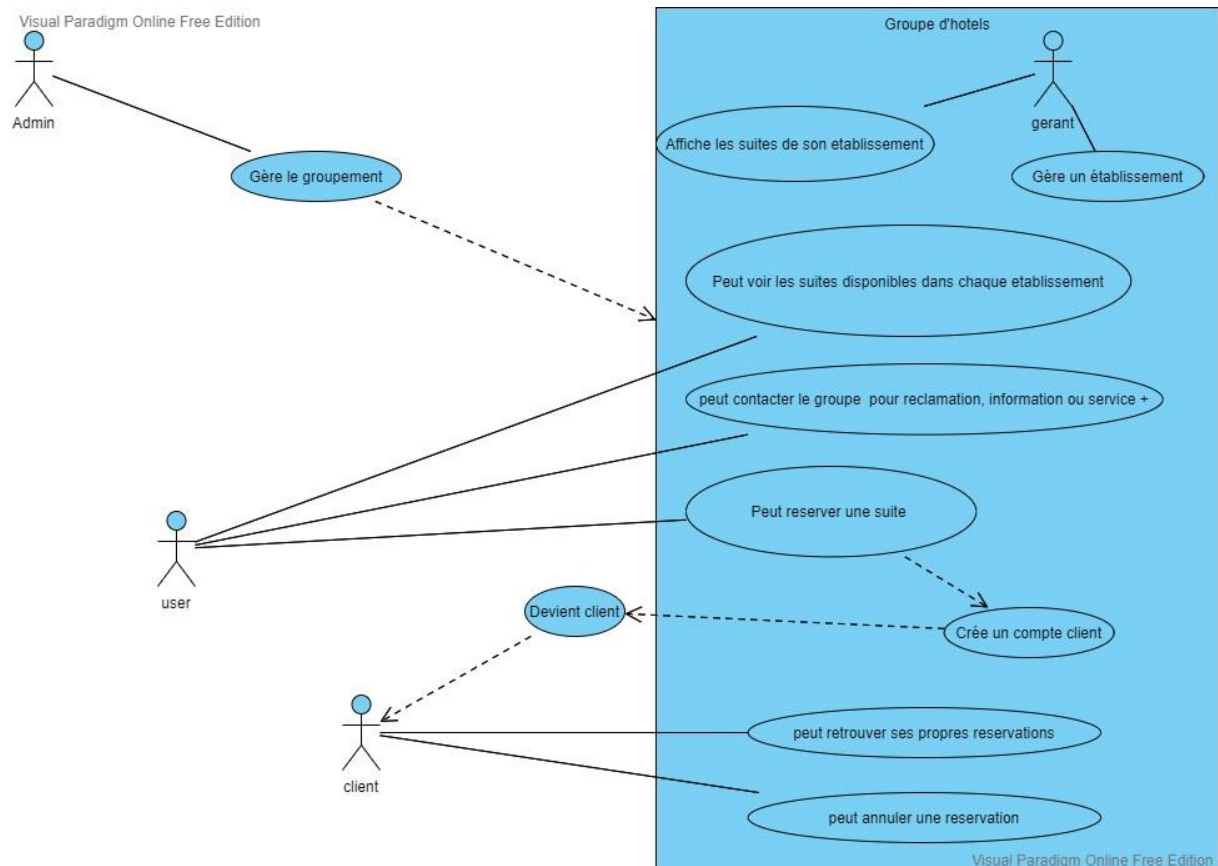 Visual Paradigm Online Free Edition
Groupe d'hotels
Admin
gerant
Affiche les suites de son etablissement
Gère le groupement
Gère un établissement
Peut voir les suites disponibles dans chaque etablissement
peut contacter le groupe pour reclamation, information ou service +
Peut reserver une suite
user
Devient client
Crée un compte client
peut retrouver ses propres reservations
client
peut annuler une reservation
Visual Paradigm Online Free Edition